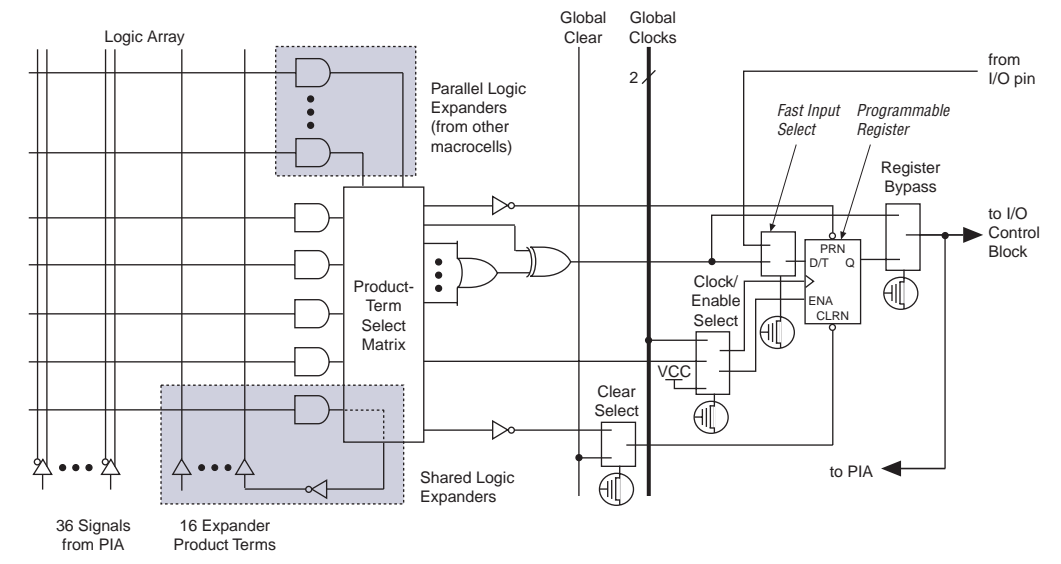 Logic Array
Parallel Logic
Expanders
(from other
macrocells)
Global
Clear
Global
Clocks
2
from
I/O pin
Fast Input
Select
Programmable
Register
Register
Bypass
to I/O
Control
Block
PRN
D/T Q
ENA
CLRN
Clock/
Enable
Select
Product-
Term
Select
Matrix
VCC
Clear
Select
to PIA
Shared Logic
Expanders
36 Signals
from PIA
16 Expander
Product Terms